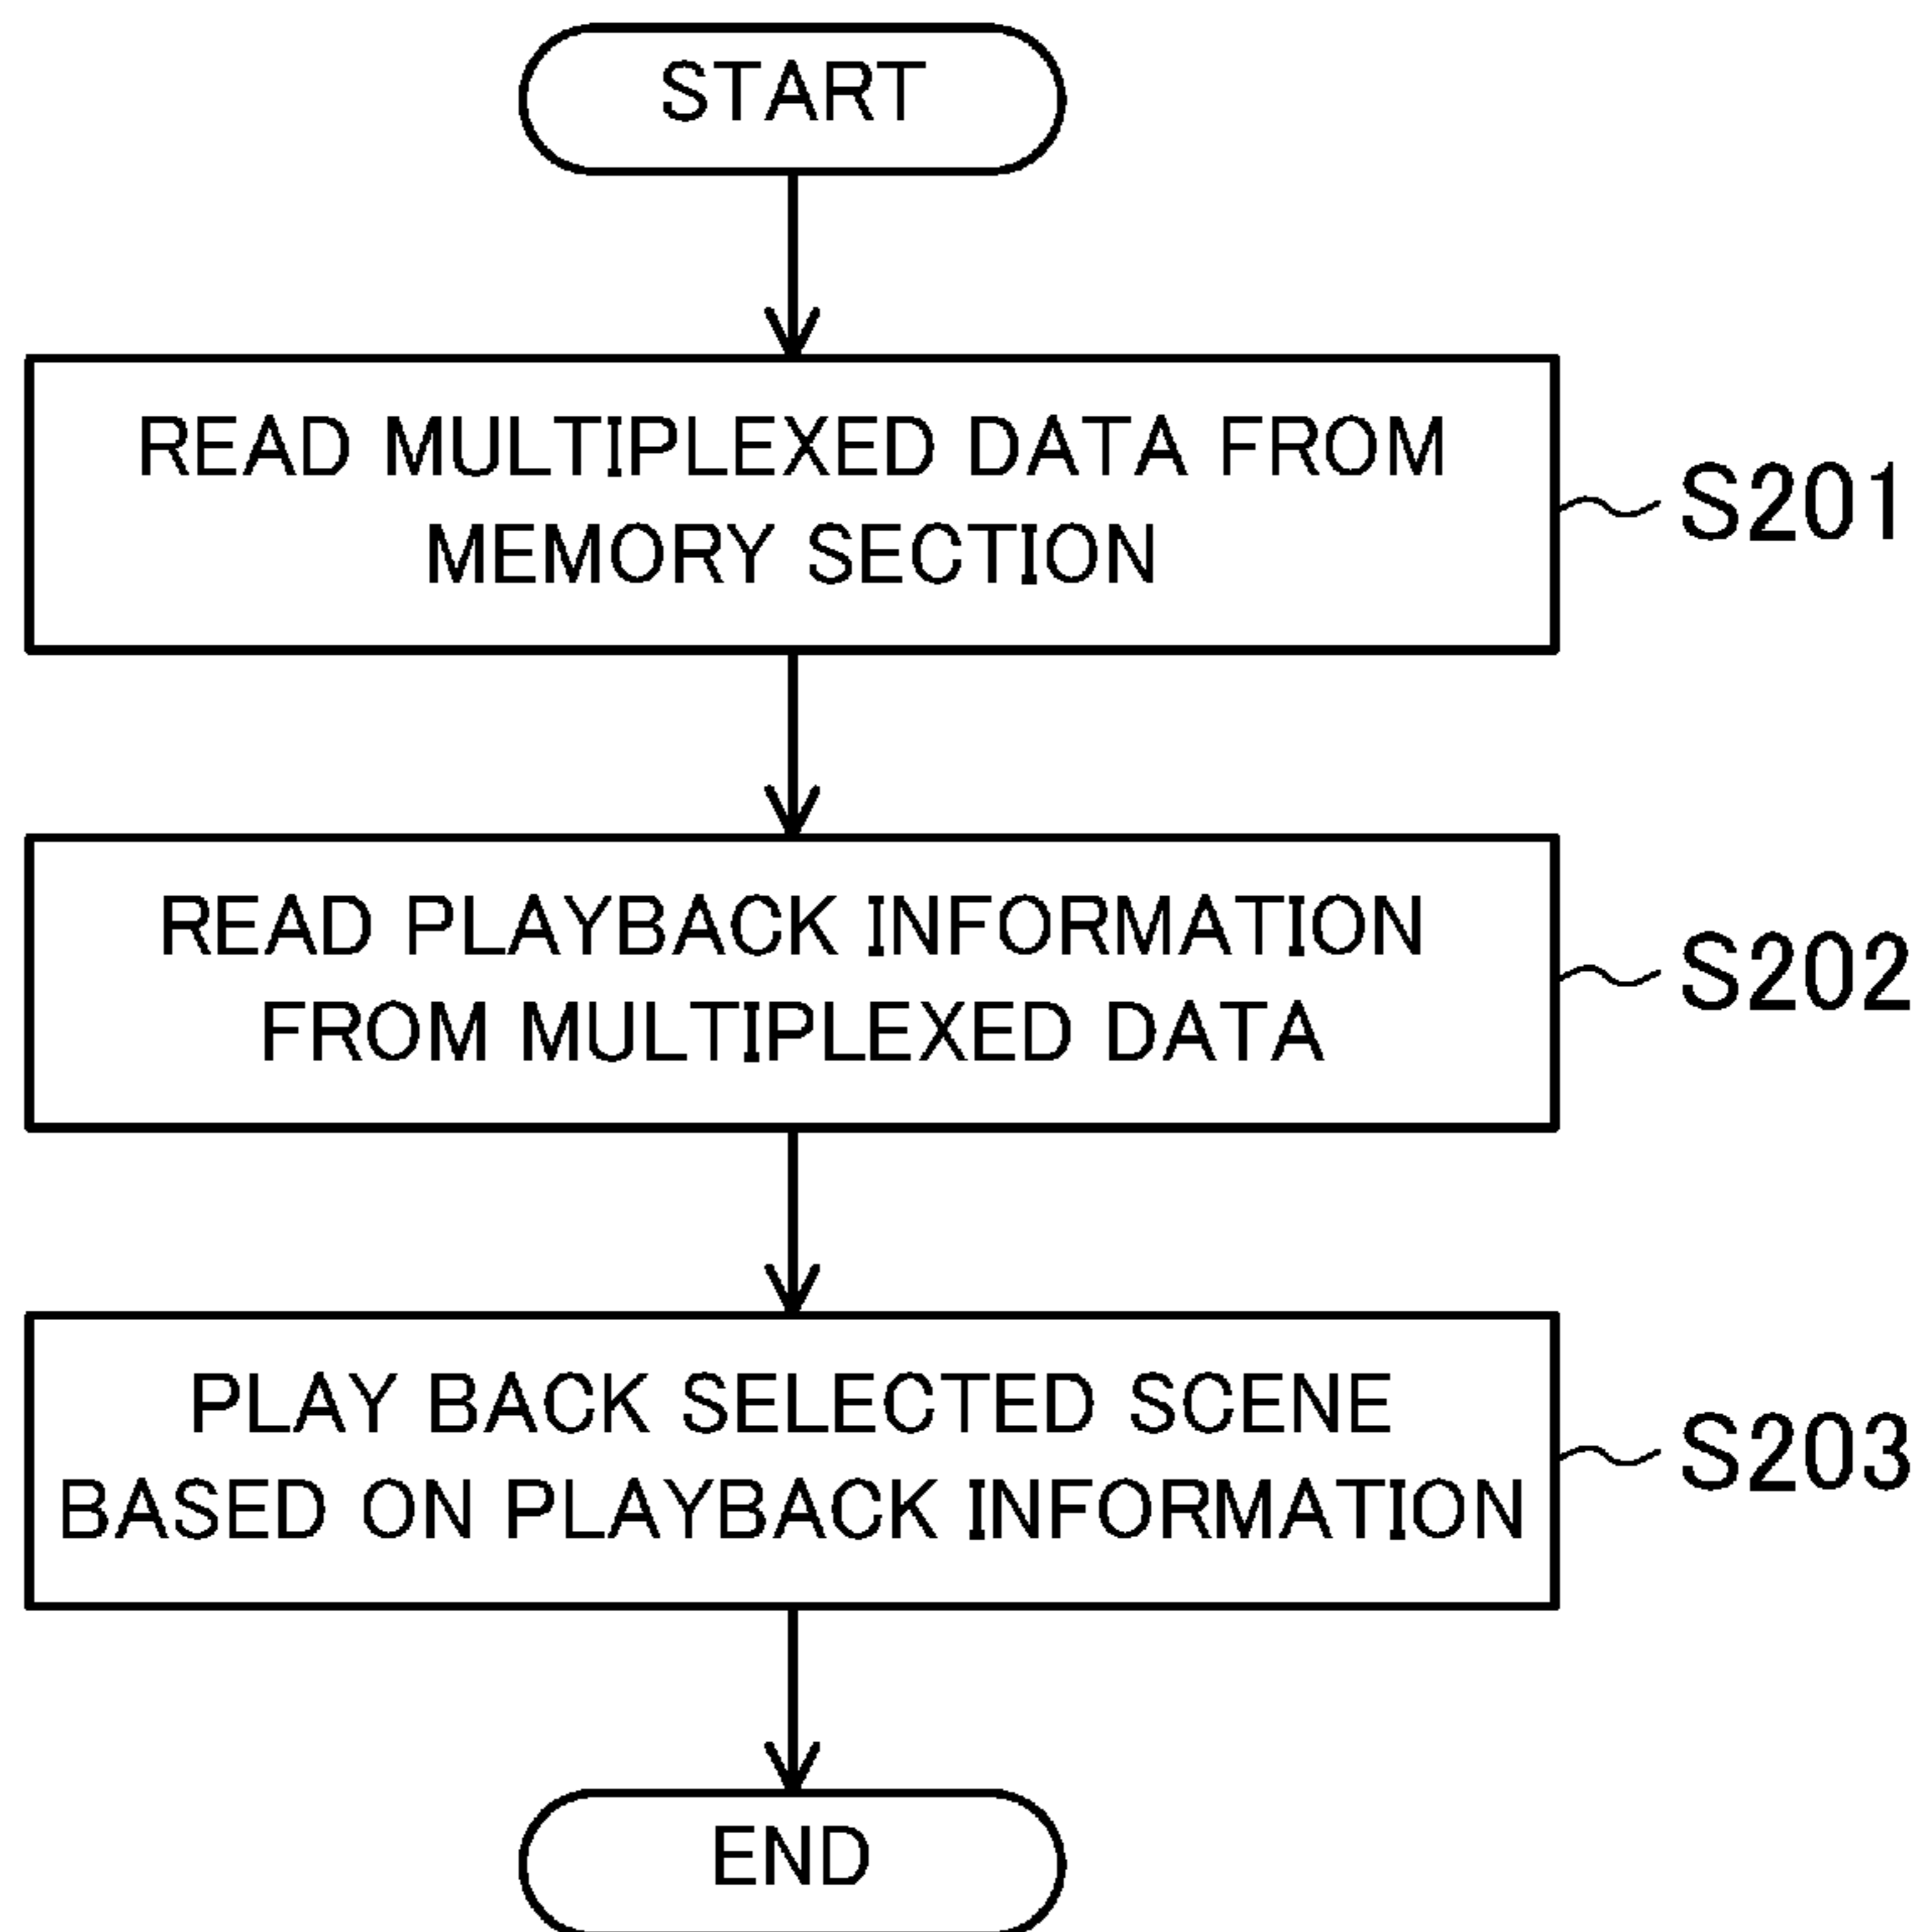 START
READ MULTIPLEXED DATA FROM
MEMORY SECTION
S201
READ PLAYBACK INFORMATION
FROM MULTIPLEXED DATA
S202
PLAY BACK SELECTED SCENE
BASED ON PLAYBACK INFORMATION
S203
END